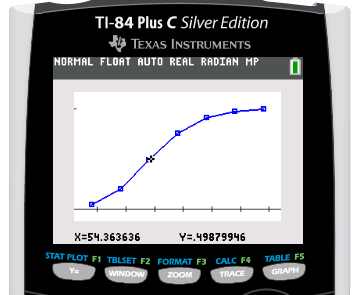 TI-84 Plus C Silver Edition
TEXAS INSTRUMENTS
NORMAL FLOAT AUTO REAL RADIAN MP
X=54.363636 Y=.49879946
STAT PLOT F1 TBLSET F2 FORMAT F3 CALC F4 TABLE F5
Y= WINDOW ZOOM TRACE GRAPH